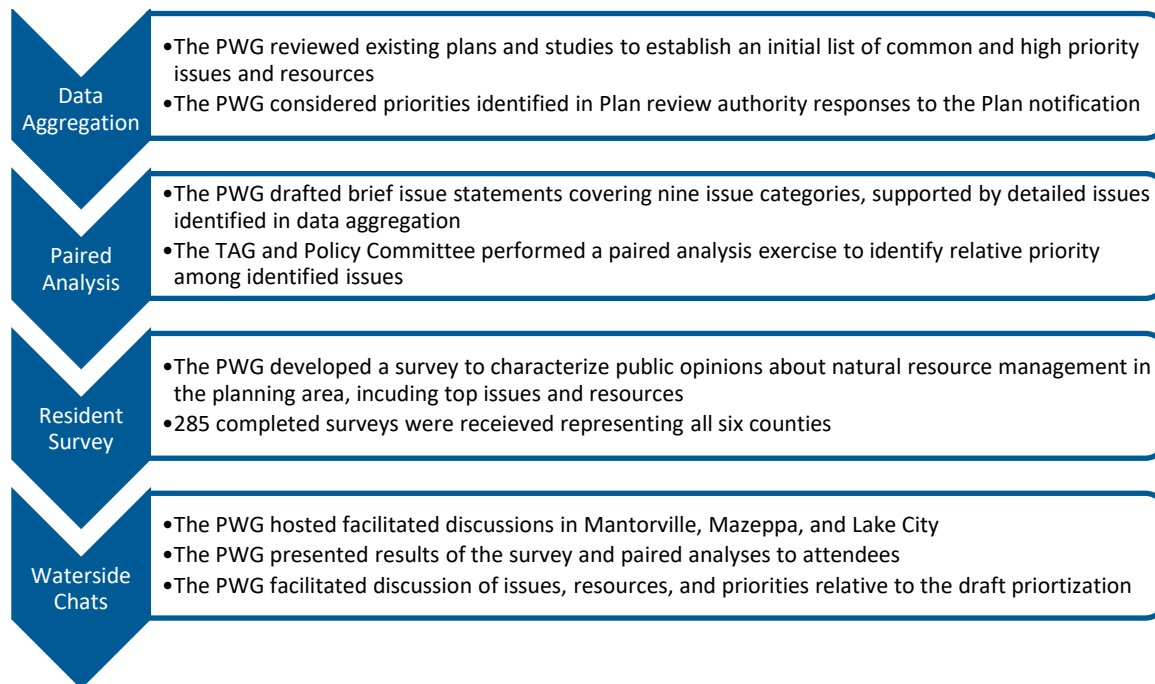 Data
Aggregation
•The PWG reviewed existing plans and studies to establish an initial list of common and high priority
issues and resources
•The PWG considered priorities identified in Plan review authority responses to the Plan notification
Paired
Analysis
•The PWG drafted brief issue statements covering nine issue categories, supported by detailed issues
identified in data aggregation
•The TAG and Policy Committee performed a paired analysis exercise to identify relative priority
among identified issues
Resident
Survey
•The PWG developed a survey to characterize public opinions about natural resource management in
the planning area, incuding top issues and resources
•285 completed surveys were receieved representing all six counties
Waterside
Chats
•The PWG hosted facilitated discussions in Mantorville, Mazeppa, and Lake City
•The PWG presented results of the survey and paired analyses to attendees
•The PWG facilitated discussion of issues, resources, and priorities relative to the draft priortization